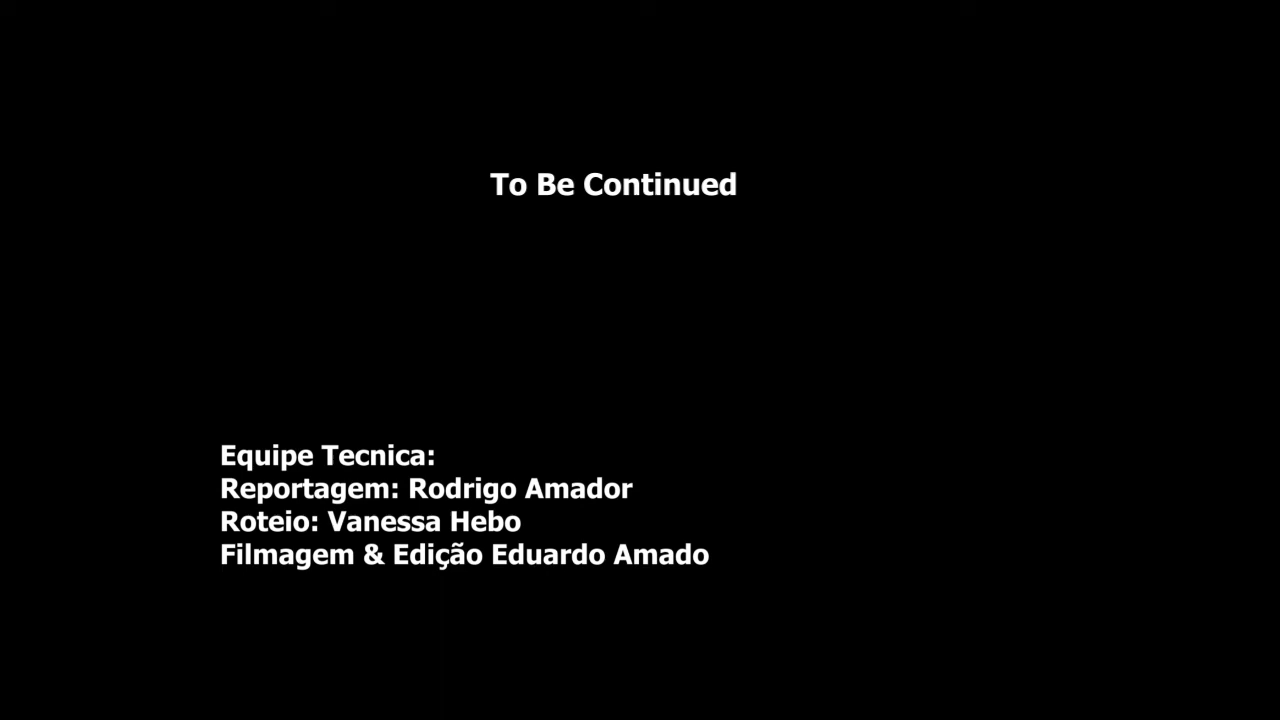 To Be Continued
Equipe Tecnica:
Reportagem: Rodrigo Amador
Roteio: Vanessa Hebo
Filmagem & Edição Eduardo Amado